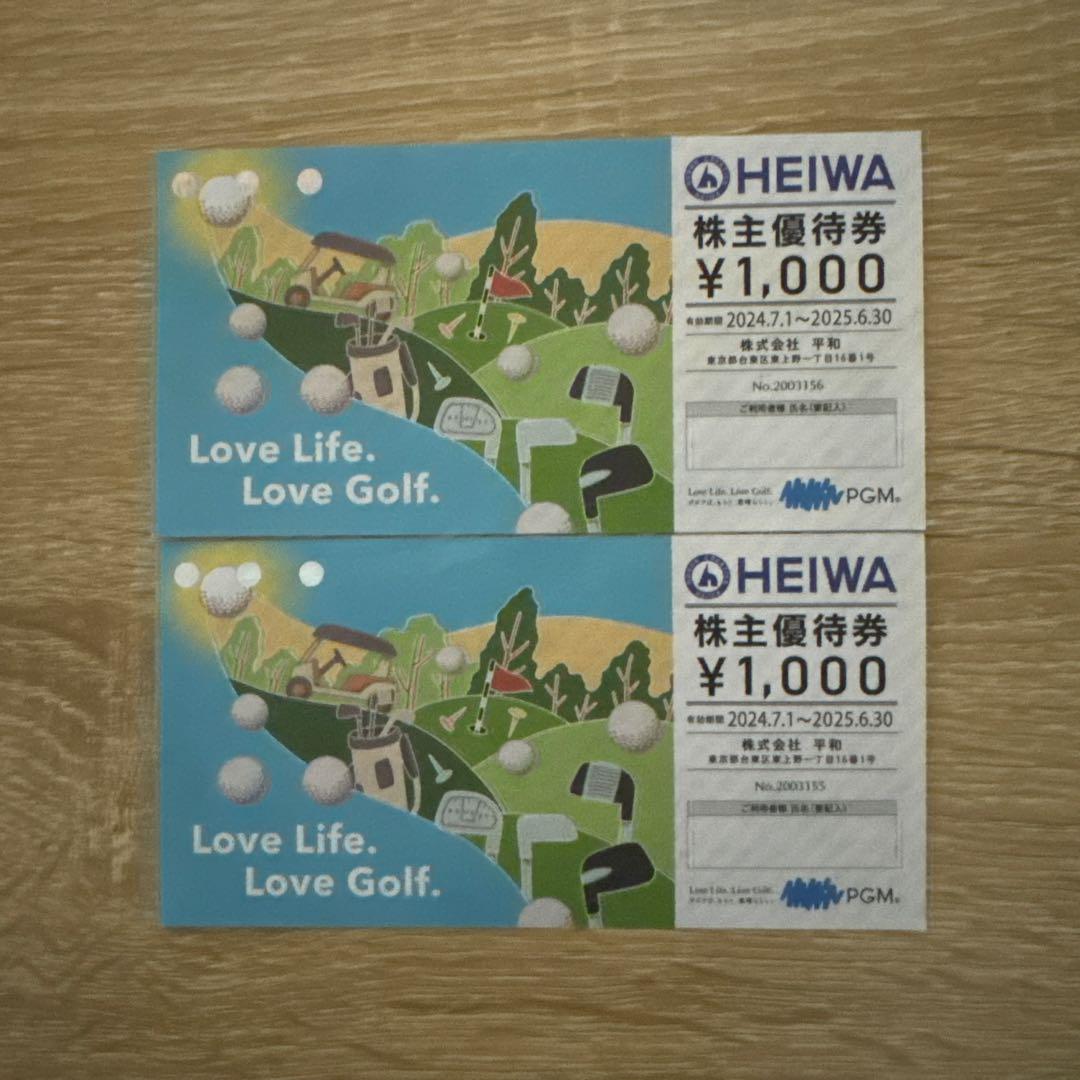 HEIWA
株主優待券
¥1,000
有効期間 2024.7.1～2025.6.30
株式会社 平和
東京都台東区東上野一丁目16番1号
No.2003156
ご利用者様 氏名(要記入)
Love Life. Love Golf.
PGM®
Love Life.
Love Golf.
HEIWA
株主優待券
¥1,000
有効期間 2024.7.1～2025.6.30
株式会社 平和
東京都台東区東上野一丁目16番1号
No.2003155
ご利用者様 氏名(要記入)
Love Life. Love Golf.
PGM®
Love Life.
Love Golf.